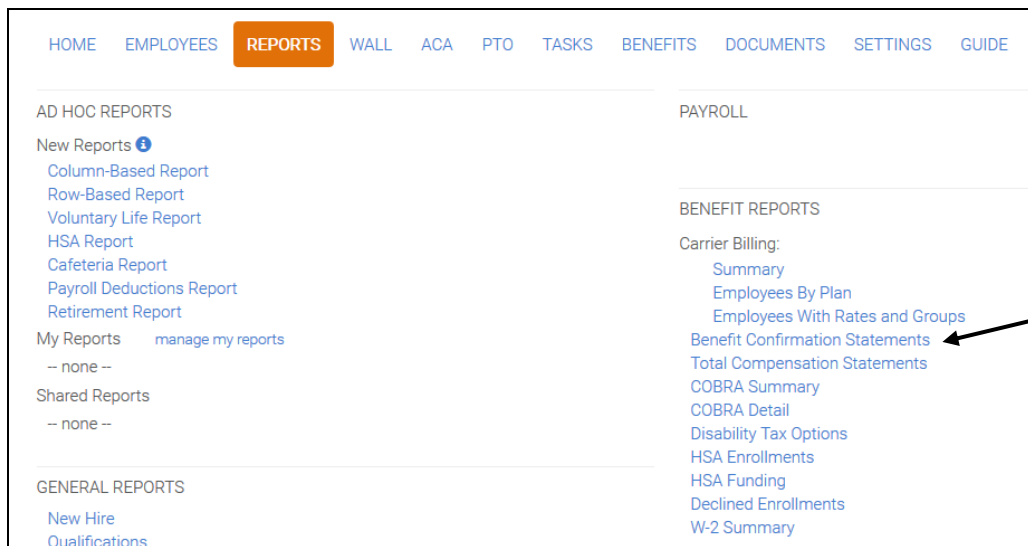 HOME EMPLOYEES REPORTS WALL ACA PTO TASKS BENEFITS DOCUMENTS SETTINGS GUIDE
AD HOC REPORTS
New Reports
Column-Based Report
Row-Based Report
Voluntary Life Report
HSA Report
Cafeteria Report
Payroll Deductions Report
Retirement Report
My Reports manage my reports
-- none --
Shared Reports
-- none --
GENERAL REPORTS
New Hire
Qualifications
PAYROLL
BENEFIT REPORTS
Carrier Billing:
Summary
Employees By Plan
Employees With Rates and Groups
Benefit Confirmation Statements
Total Compensation Statements
COBRA Summary
COBRA Detail
Disability Tax Options
HSA Enrollments
HSA Funding
Declined Enrollments
W-2 Summary